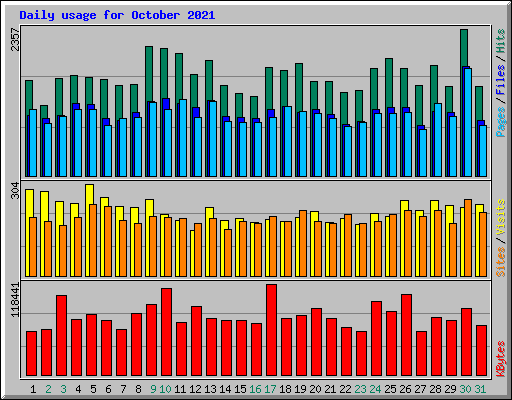 Daily usage for October 2021
2357
Pages / Files / Hits
304
Sites / Visits
118441
KBytes
1 2 3 4 5 6 7 8 9 10 11 12 13 14 15 16 17 18 19 20 21 22 23 24 25 26 27 28 29 30 31